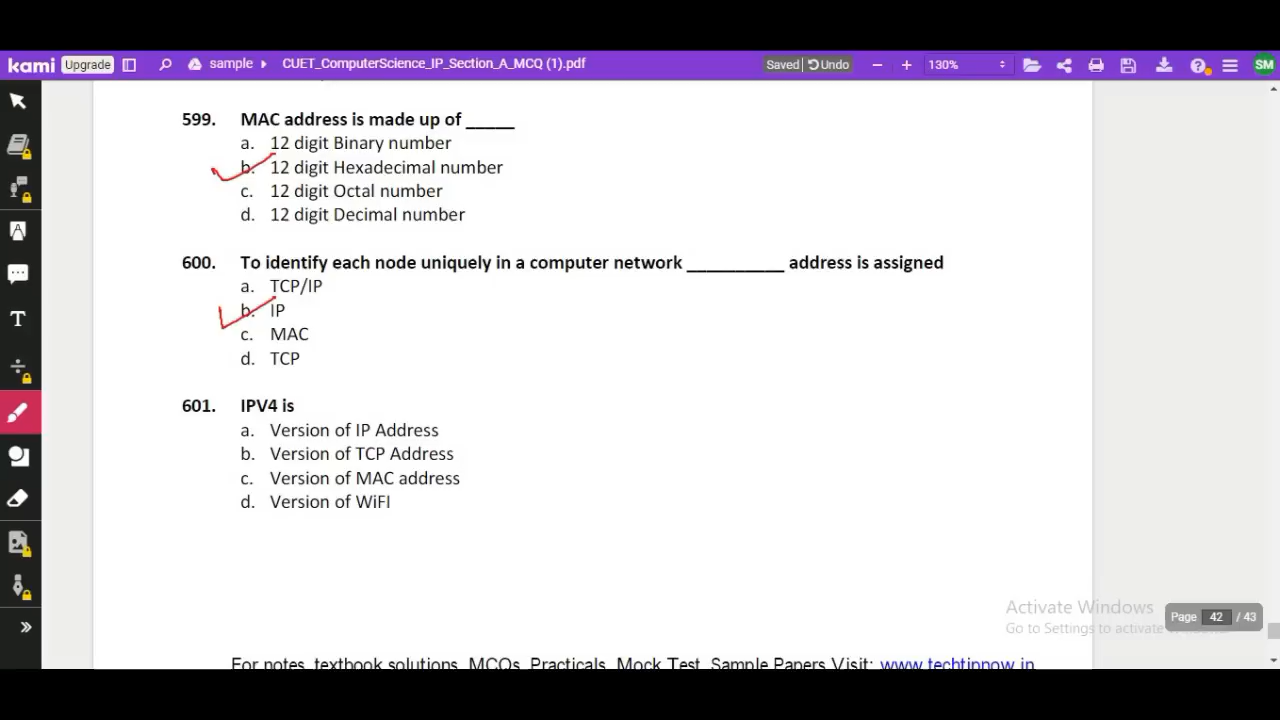 kami Upgrade sample CUET_ComputerScience_IP_Section_A_MCQ (1).pdf Saved Undo 130% SM
599. MAC address is made up of _____
a. 12 digit Binary number
b. 12 digit Hexadecimal number
c. 12 digit Octal number
d. 12 digit Decimal number
600. To identify each node uniquely in a computer network __________ address is assigned
a. TCP/IP
b. IP
c. MAC
d. TCP
601. IPV4 is
a. Version of IP Address
b. Version of TCP Address
c. Version of MAC address
d. Version of WiFI
Activate Windows
Page 42 / 43
Go to Settings to activate
For notes, textbook solutions, MCQs, Practicals, Mock Test, Sample Papers Visit: www.techtipnow.in